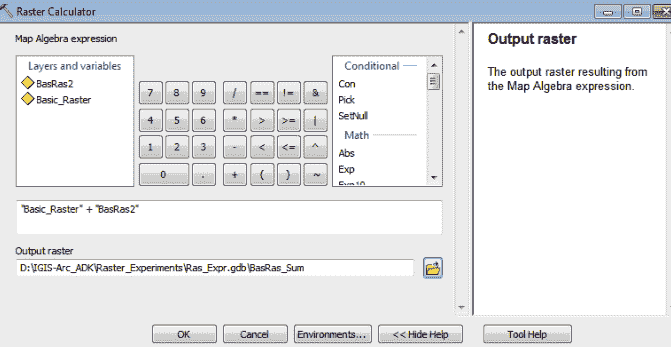 Raster Calculator
Map Algebra expression
Layers and variables
BasRas2
Basic_Raster
7 8 9 / == != &
4 5 6 * > >= |
1 2 3 - < <= ^
0 . + ( ) ~
Conditional
Con
Pick
SetNull
Math
Abs
Exp
Exp10
"Basic_Raster" + "BasRas2"
Output raster
D:\IGIS-Arc_ADK\Raster_Experiments\Ras_Expr.gdb\BasRas_Sum
OK
Cancel
Environments...
<< Hide Help
Tool Help
Output raster
The output raster resulting from
the Map Algebra expression.